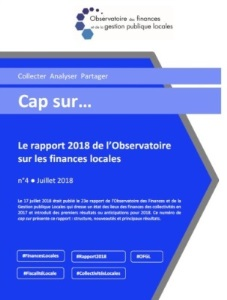 Observatoire des finances
et de la gestion publique locales
Collecter Analyser Partager
Cap sur...
Le rapport 2018 de l'Observatoire
sur les finances locales
n°4 ● Juillet 2018
Le 17 juillet 2018 était publié le 23e rapport de l'Observatoire des Finances et de la
Gestion publique Locales qui dresse un état des lieux des finances des collectivités en
2017 et introduit des premiers résultats ou anticipations pour 2018. Ce numéro de
cap sur présente ce rapport : structure, nouveautés et principaux résultats.
#FinancesLocales
#Rapport2018
#OFGL
#FiscalitéLocale
#CollectivitésLocales